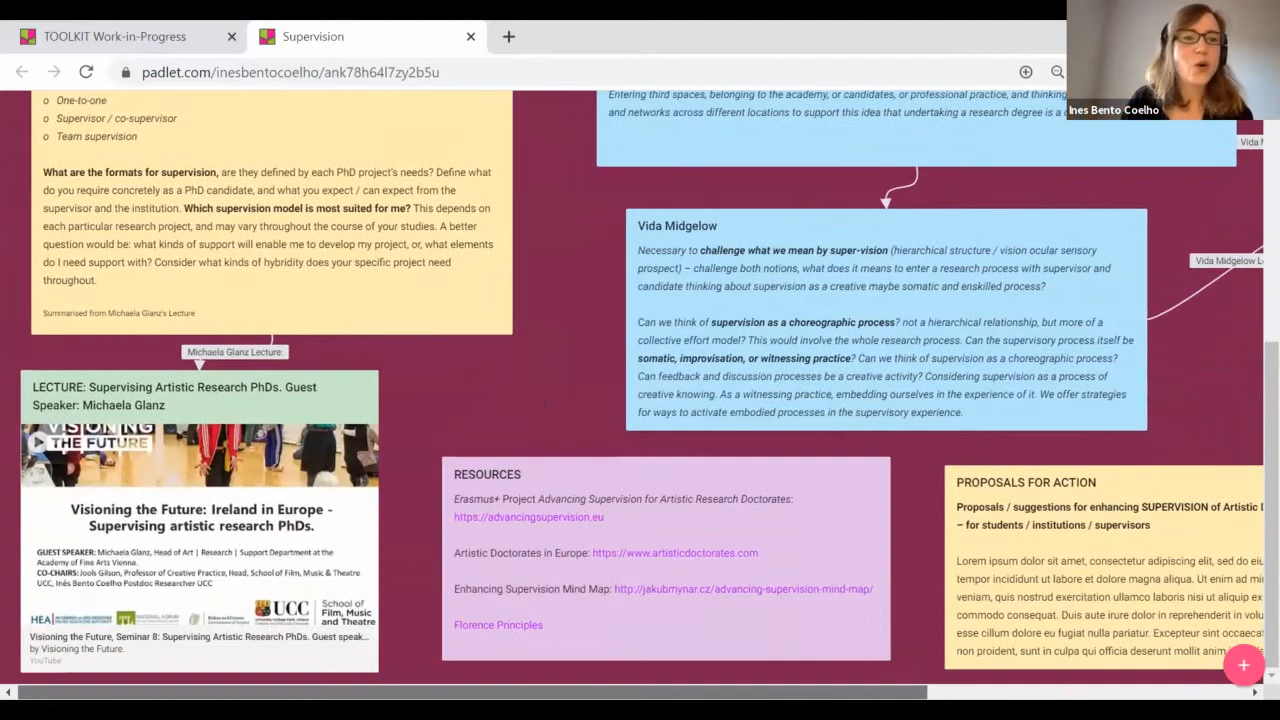 TOOLKIT Work-in-Progress
Supervision
padlet.com/inesbentocoelho/ank78h64l7zy2b5u
Ines Bento Coelho
o One-to-one
o Supervisor / co-supervisor
o Team supervision
What are the formats for supervision, are they defined by each PhD project's needs? Define what
do you require concretely as a PhD candidate, and what you expect / can expect from the
supervisor and the institution. Which supervision model is most suited for me? This depends on
each particular research project, and may vary throughout the course of your studies. A better
question would be: what kinds of support will enable me to develop my project, or, what elements
do I need support with? Consider what kinds of hybridity does your specific project need
throughout.
Summarised from Michaela Glanz's Lecture
Michaela Glanz Lecture:
LECTURE: Supervising Artistic Research PhDs. Guest
Speaker: Michaela Glanz
VISIONING
THE FUTURE
Visioning the Future: Ireland in Europe -
Supervising artistic research PhDs.
GUEST SPEAKER: Michaela Glanz, Head of Art | Research | Support Department at the
Academy of Fine Arts Vienna.
CO-CHAIRS: Jools Gilson, Professor of Creative Practice, Head, School of Film, Music & Theatre
UCC, Inês Bento Coelho Postdoc Researcher UCC
HEA
UCC
School of
Film, Music
and Theatre
Visioning the Future, Seminar 8: Supervising Artistic Research PhDs. Guest speak...
by Visioning the Future.
YouTube
Entering third spaces, belonging to the academy, or candidates, or professional practice, and thinking
and networks across different locations to support this idea that undertaking a research degree is a
Vida M
Vida Midgelow
Necessary to challenge what we mean by super-vision (hierarchical structure / vision ocular sensory
prospect) – challenge both notions, what does it means to enter a research process with supervisor and
candidate thinking about supervision as a creative maybe somatic and enskilled process?
Can we think of supervision as a choreographic process? not a hierarchical relationship, but more of a
collective effort model? This would involve the whole research process. Can the supervisory process itself be
somatic, improvisation, or witnessing practice? Can we think of supervision as a choreographic process?
Can feedback and discussion processes be a creative activity? Considering supervision as a process of
creative knowing. As a witnessing practice, embedding ourselves in the experience of it. We offer strategies
for ways to activate embodied processes in the supervisory experience.
Vida Midgelow Le
RESOURCES
Erasmus+ Project Advancing Supervision for Artistic Research Doctorates:
https://advancingsupervision.eu
Artistic Doctorates in Europe: https://www.artisticdoctorates.com
Enhancing Supervision Mind Map: http://jakubmynar.cz/advancing-supervision-mind-map/
Florence Principles
PROPOSALS FOR ACTION
Proposals / suggestions for enhancing SUPERVISION of Artistic
– for students / institutions / supervisors
Lorem ipsum dolor sit amet, consectetur adipiscing elit, sed do eiu
tempor incididunt ut labore et dolore magna aliqua. Ut enim ad mi
veniam, quis nostrud exercitation ullamco laboris nisi ut aliquip ex
commodo consequat. Duis aute irure dolor in reprehenderit in volu
esse cillum dolore eu fugiat nulla pariatur. Excepteur sint occaecat
non proident, sunt in culpa qui officia deserunt mollit anim